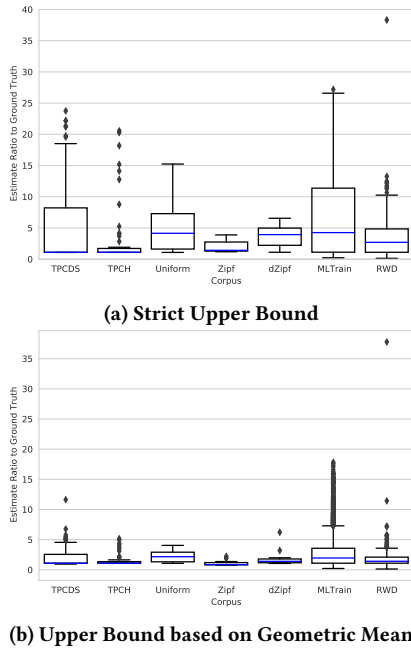 40
35
30
25
20
15
10
5
0
Estimate Ratio to Ground Truth
TPCDS TPCH Uniform Zipf dZipf MLTrain RWD
Corpus
(a) Strict Upper Bound
35
30
25
20
15
10
5
0
Estimate Ratio to Ground Truth
TPCDS TPCH Uniform Zipf dZipf MLTrain RWD
Corpus
(b) Upper Bound based on Geometric Mean